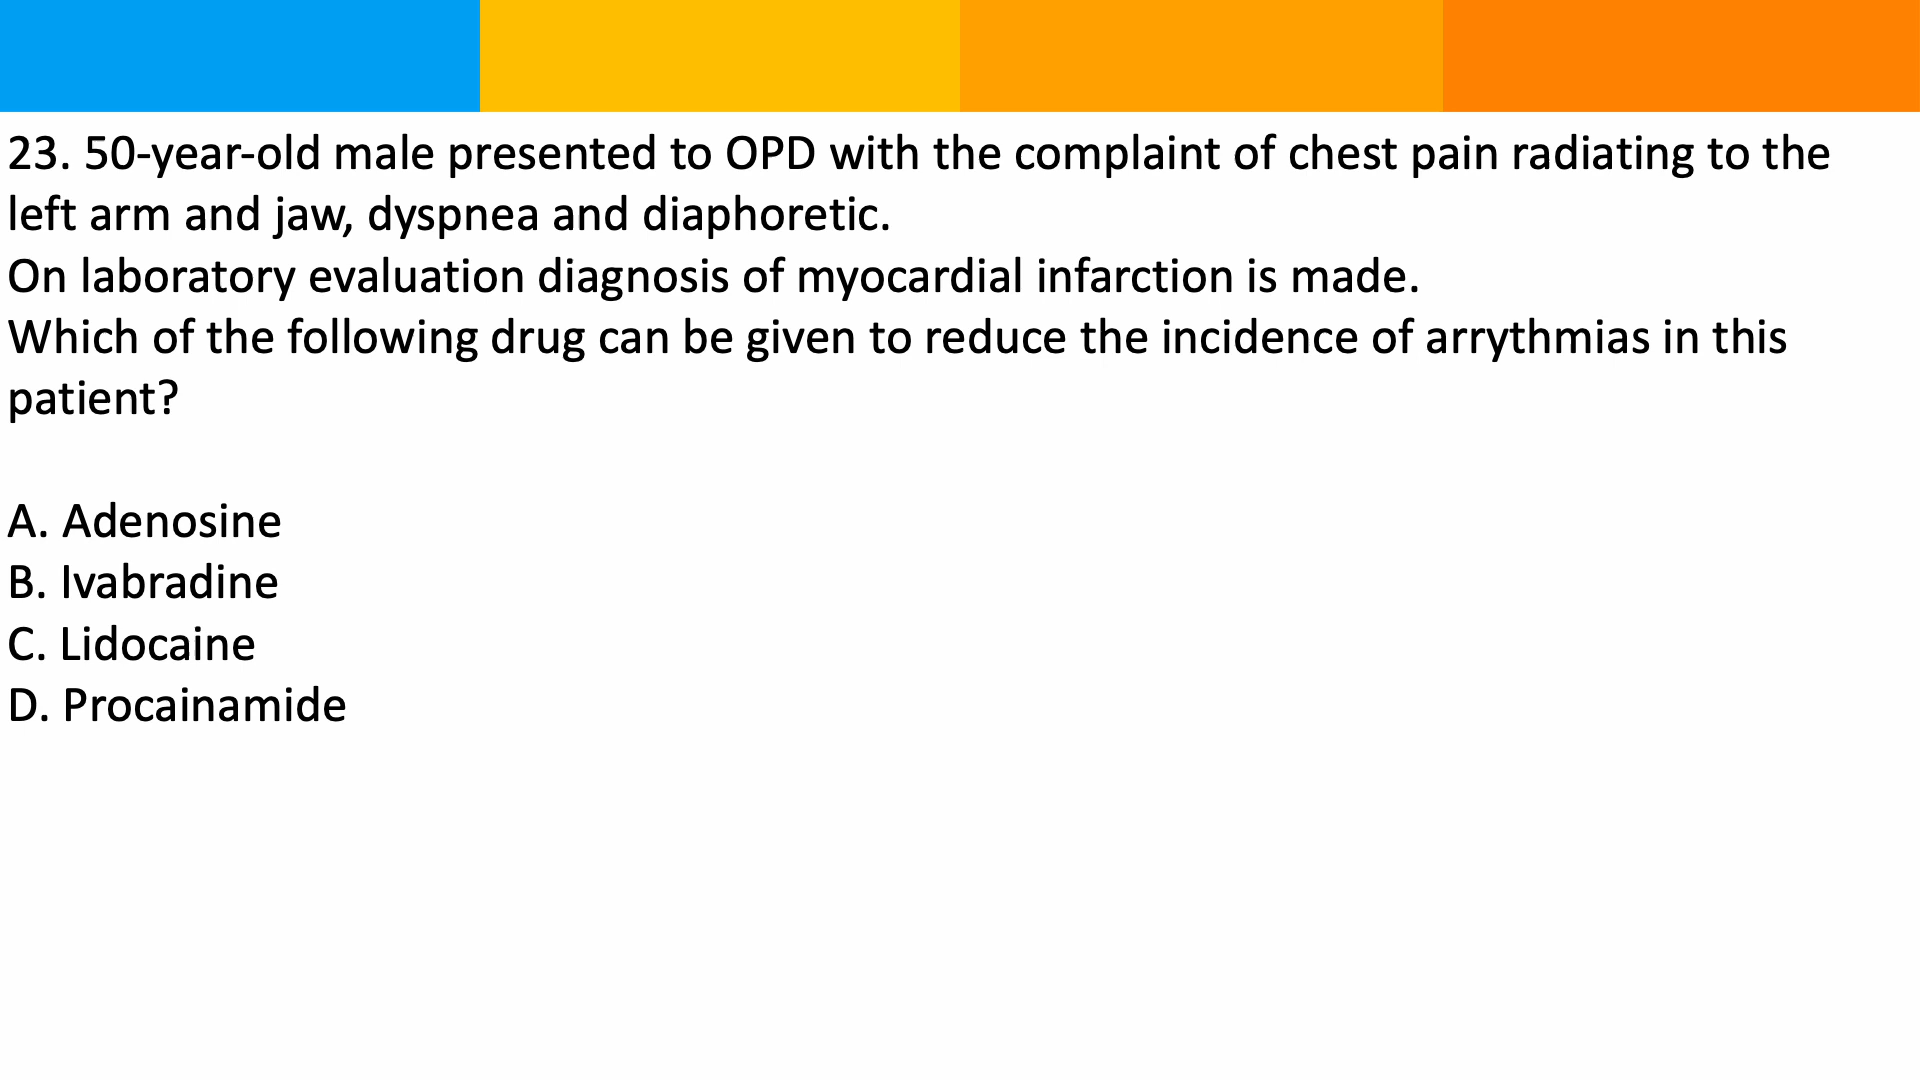 23. 50-year-old male presented to OPD with the complaint of chest pain radiating to the
left arm and jaw, dyspnea and diaphoretic.
On laboratory evaluation diagnosis of myocardial infarction is made.
Which of the following drug can be given to reduce the incidence of arrythmias in this
patient?
A. Adenosine
B. Ivabradine
C. Lidocaine
D. Procainamide